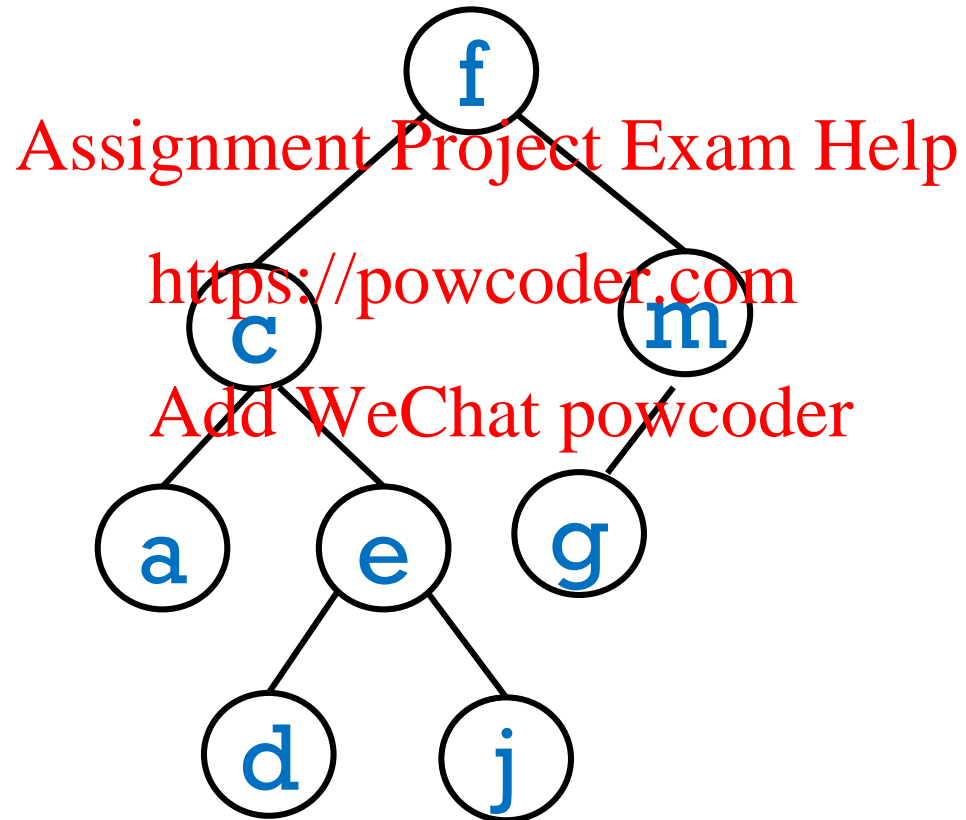 f
Assignment Project Exam Help
https://powcoder.com
c m
Add WeChat powcoder
a e g
d j